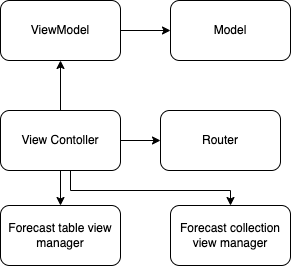 ViewModel
Model
View Contoller
Router
Forecast table view
manager
Forecast collection
view manager